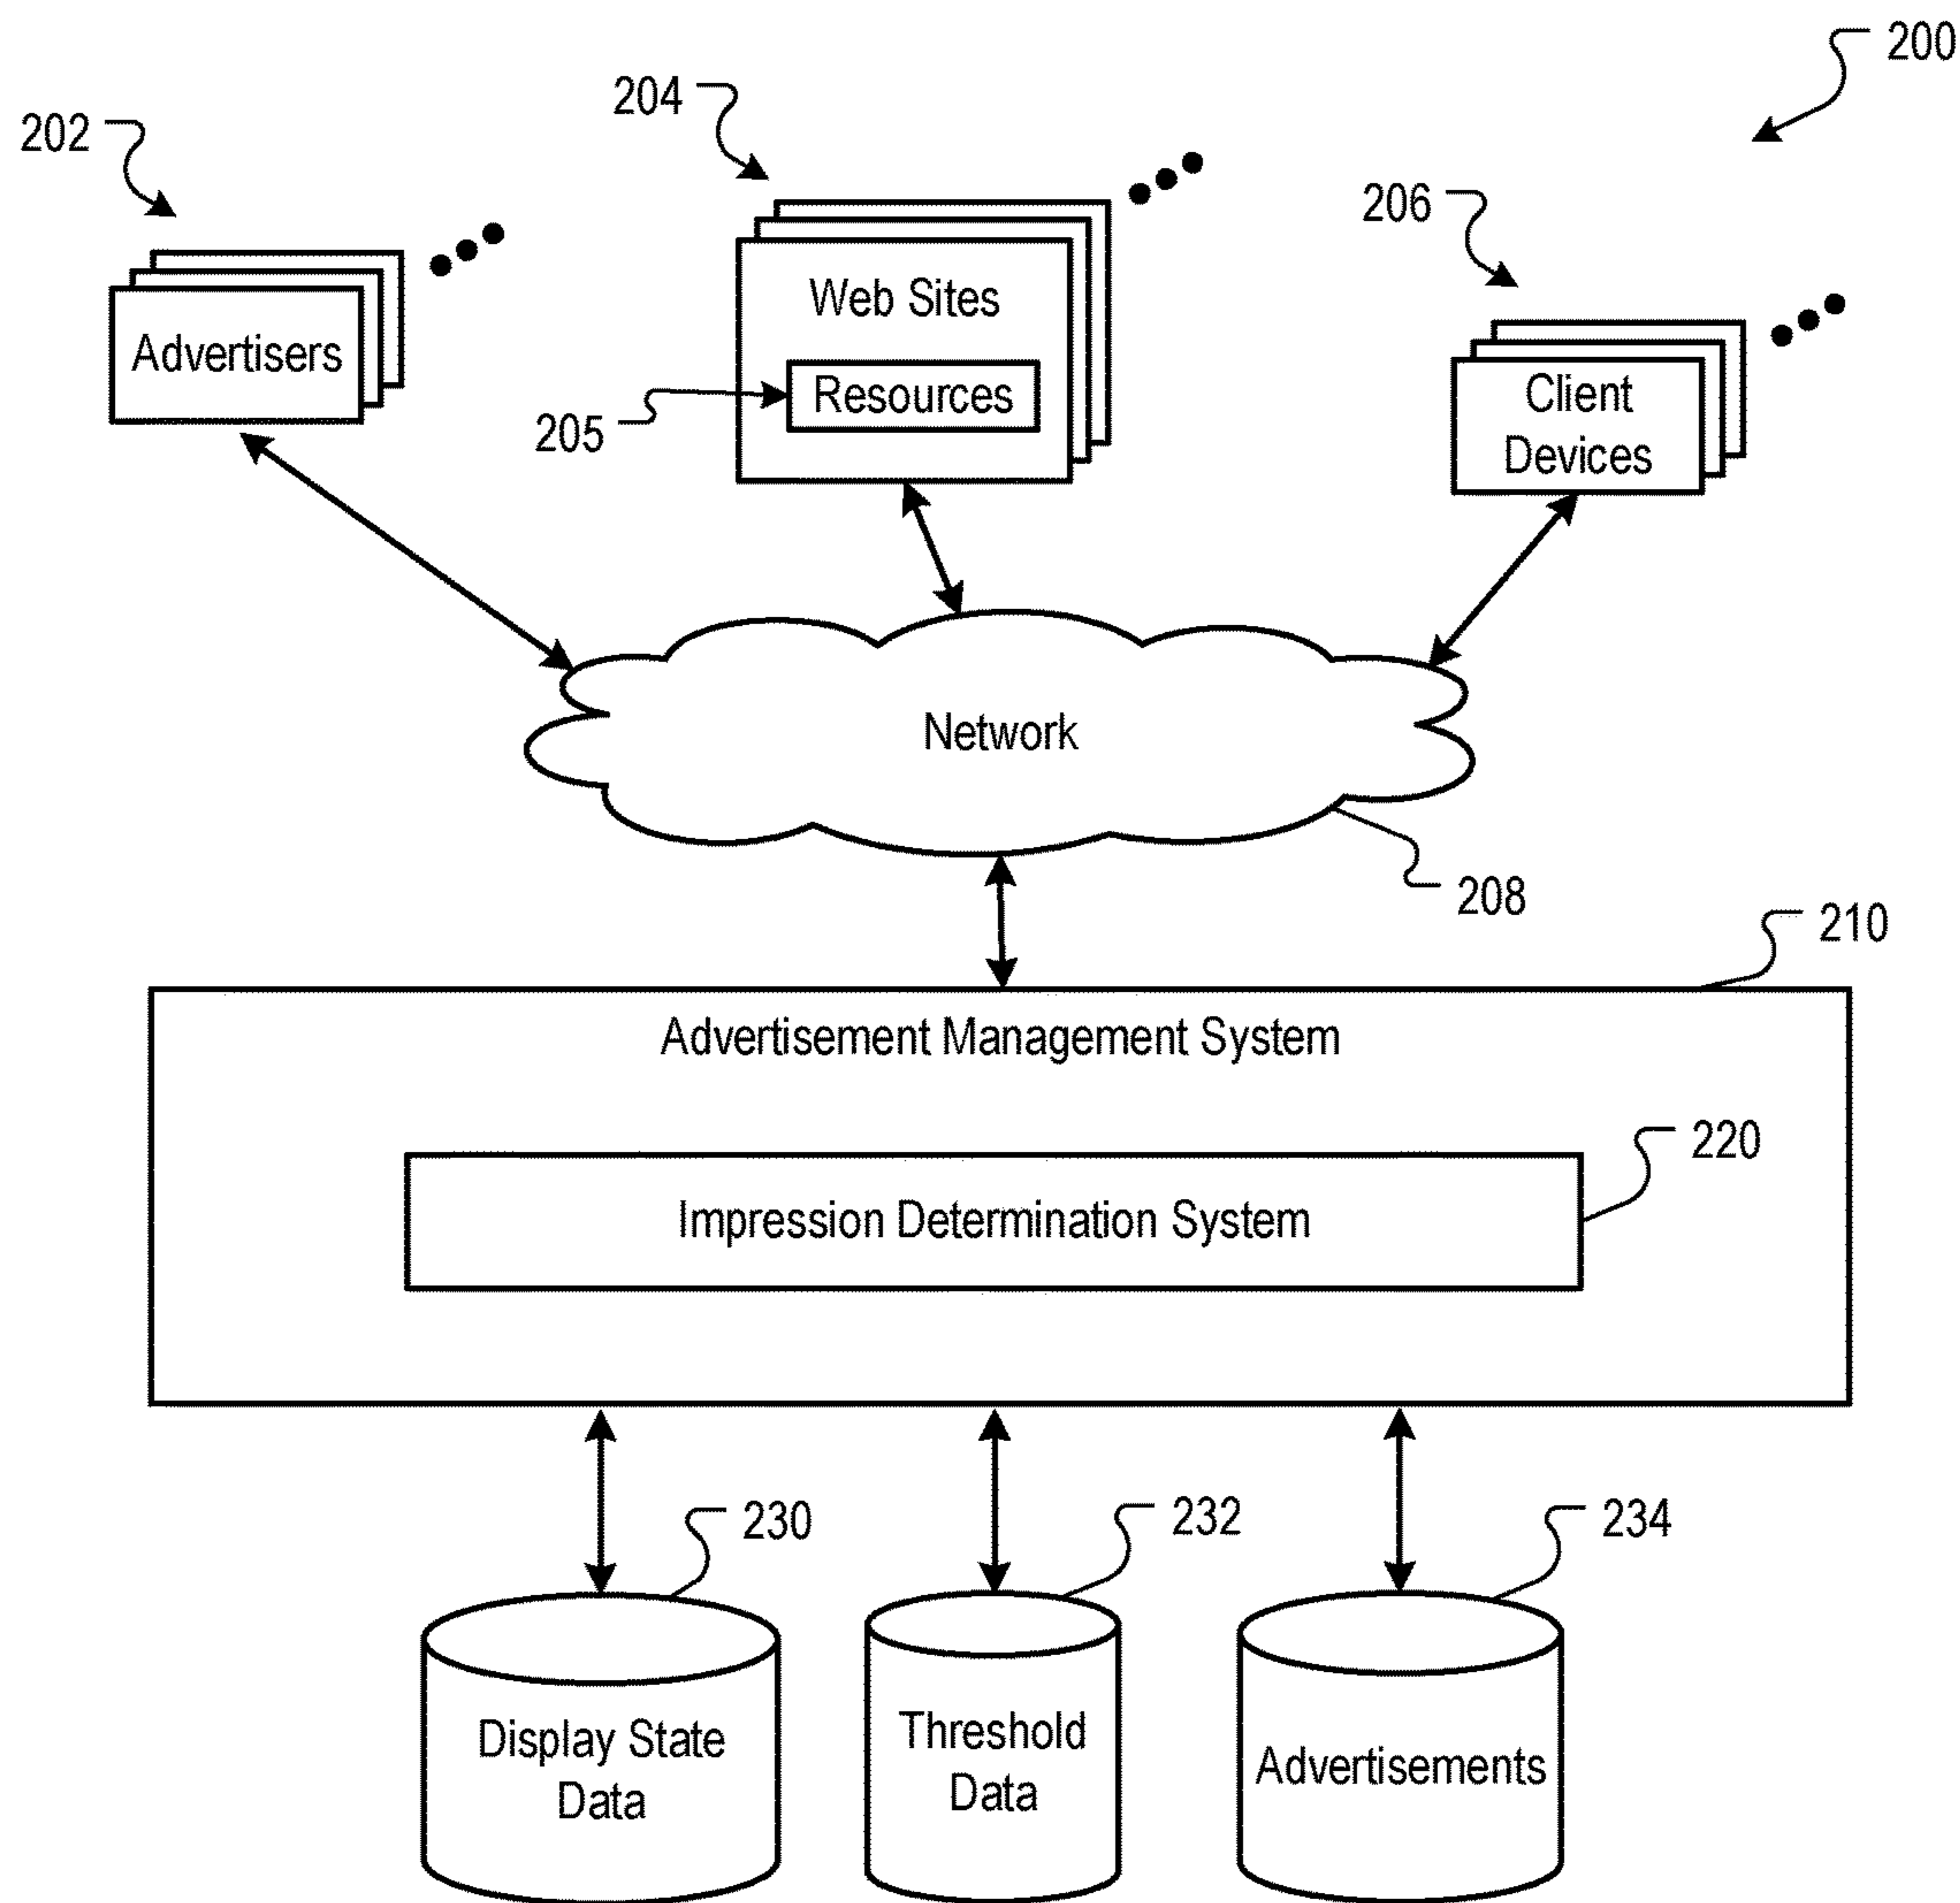 200
204
202
206
Web Sites
Advertisers
Resources
205
Client
Devices
Network
208
210
Advertisement Management System
220
Impression Determination System
230
232
234
Display State
Data
Threshold
Data
Advertisements